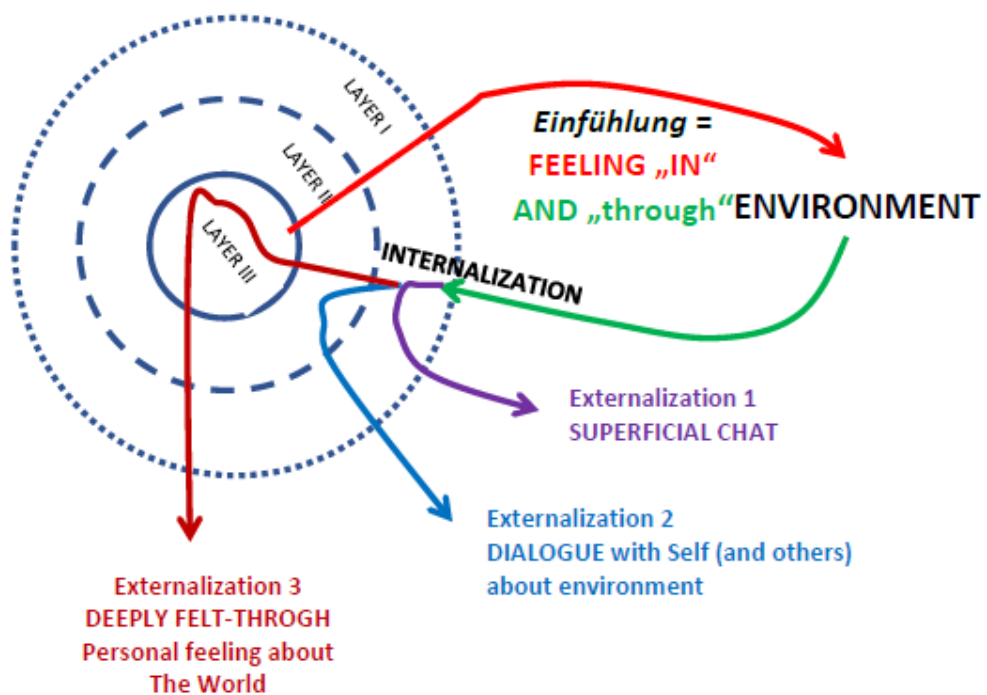 LAYER I
LAYER II
LAYER III
Einfühlung =
FEELING „IN“
AND „through“ENVIRONMENT
INTERNALIZATION
Externalization 1
SUPERFICIAL CHAT
Externalization 2
DIALOGUE with Self (and others)
about environment
Externalization 3
DEEPLY FELT-THROGH
Personal feeling about
The World